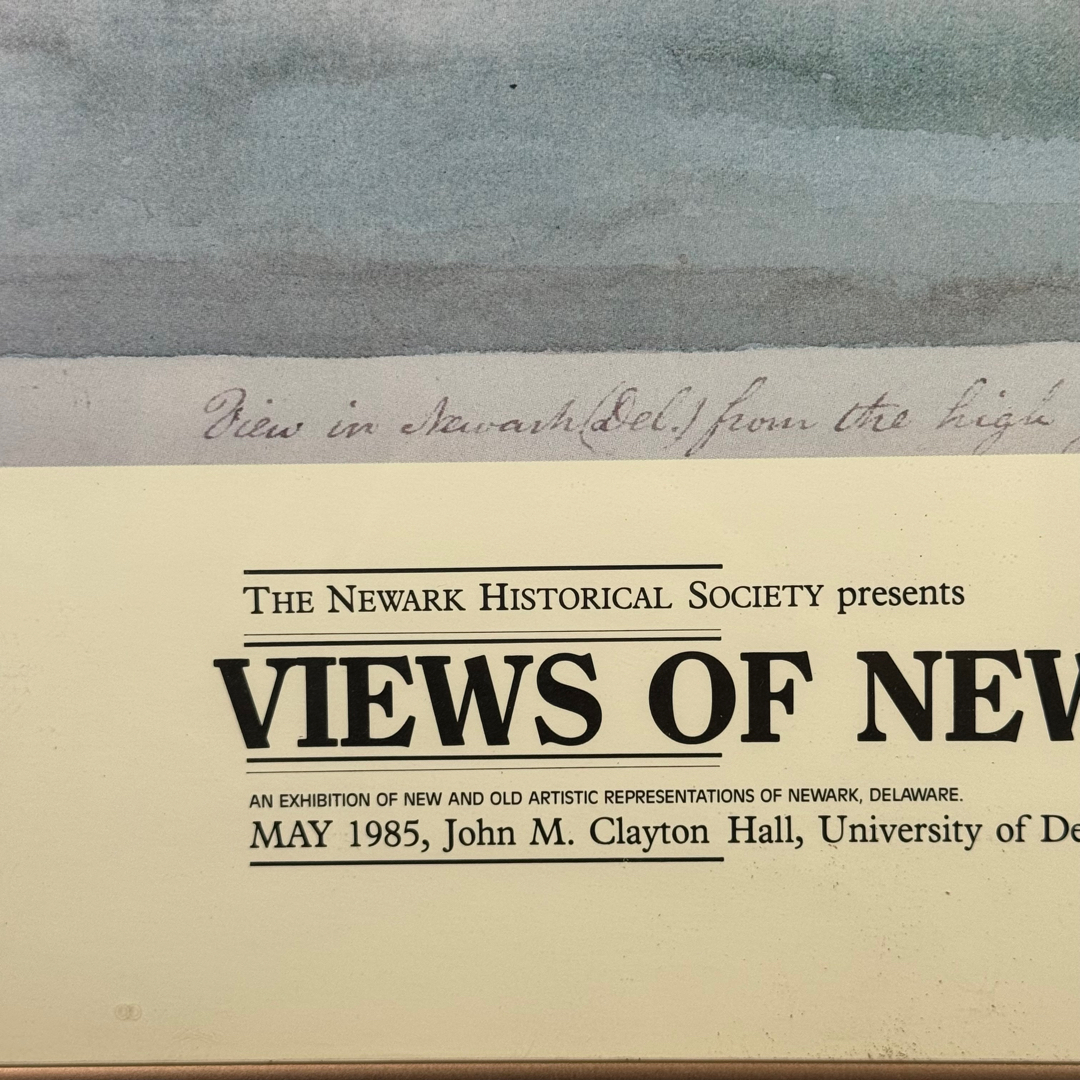 View in Newark (Del.) from the high
THE NEWARK HISTORICAL SOCIETY presents
VIEWS OF NEW
AN EXHIBITION OF NEW AND OLD ARTISTIC REPRESENTATIONS OF NEWARK, DELAWARE.
MAY 1985, John M. Clayton Hall, University of De